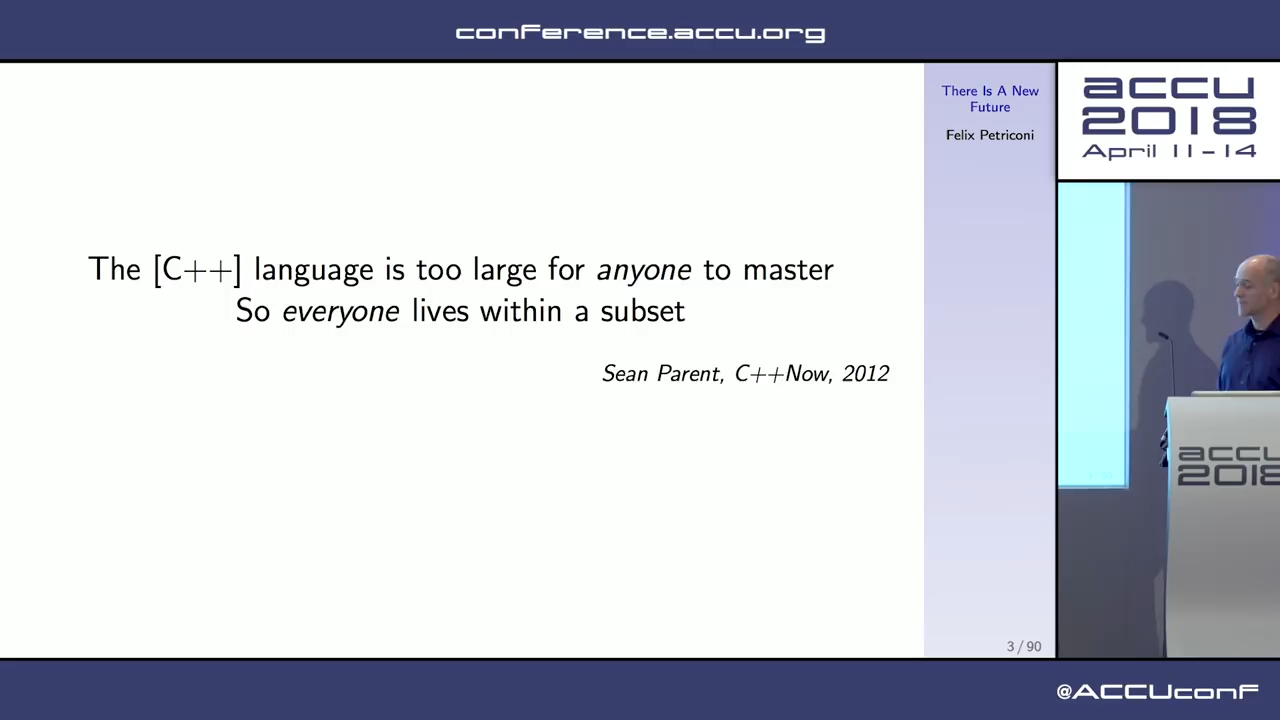 conference.accu.org
The [C++] language is too large for anyone to master
So everyone lives within a subset
Sean Parent, C++Now, 2012
There Is A New
Future
Felix Petriconi
3 / 90
accu
2018
April 11-14
accu
2018
@ACCUconf